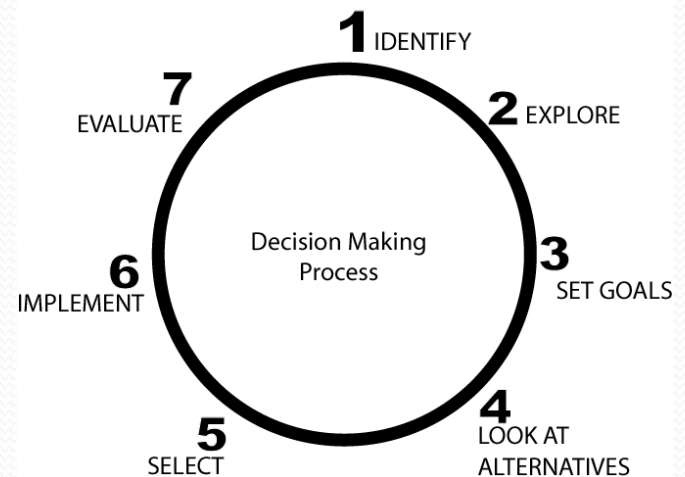 1 IDENTIFY
2 EXPLORE
3
SET GOALS
4
LOOK AT
ALTERNATIVES
5
SELECT
6
IMPLEMENT
7
EVALUATE
Decision Making
Process